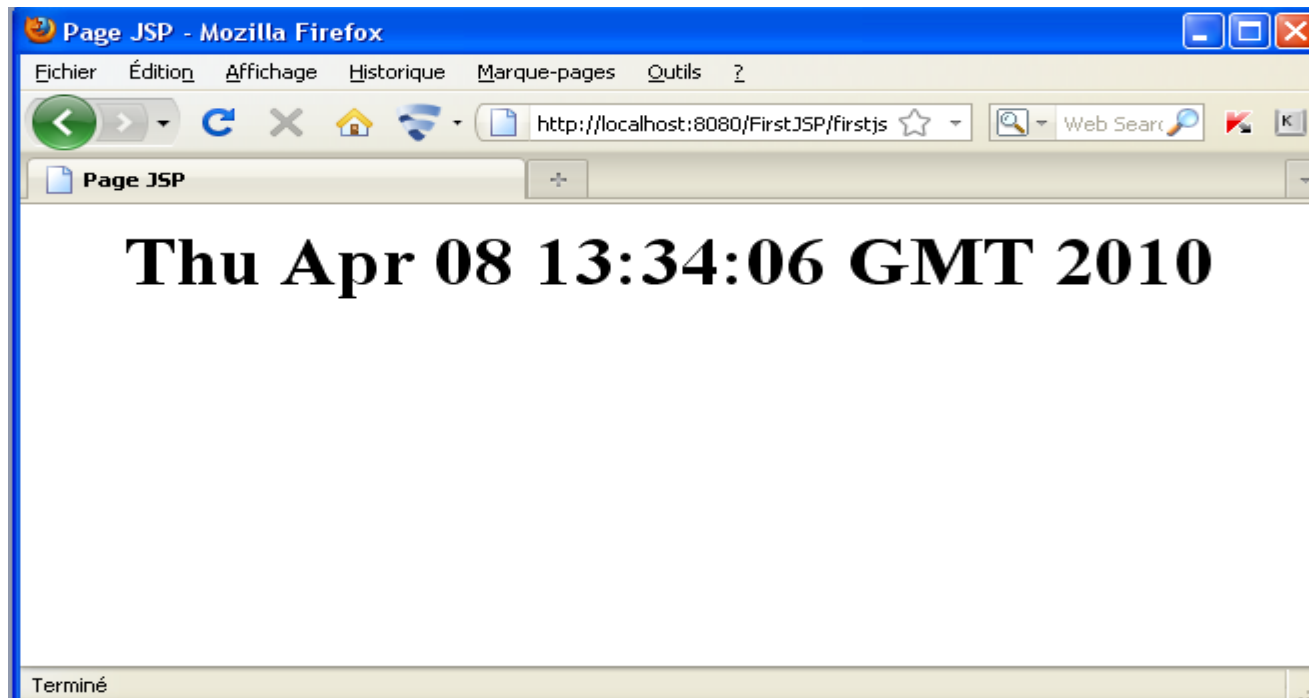 Page JSP - Mozilla Firefox
Fichier Édition Affichage Historique Marque-pages Outils ?
http://localhost:8080/FirstJSP/firstjs Web Searc K
Page JSP
Thu Apr 08 13:34:06 GMT 2010
Terminé